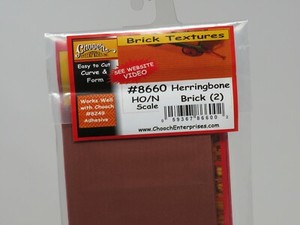 Chooch
Brick Textures
Easy to Cut
Curve &
Form
SEE WEBSITE
VIDEO
Works Well
with Chooch
#8249
Adhesive
#8660 Herringbone
HO/N Brick (2)
Scale
www.ChoochEnterprises.com